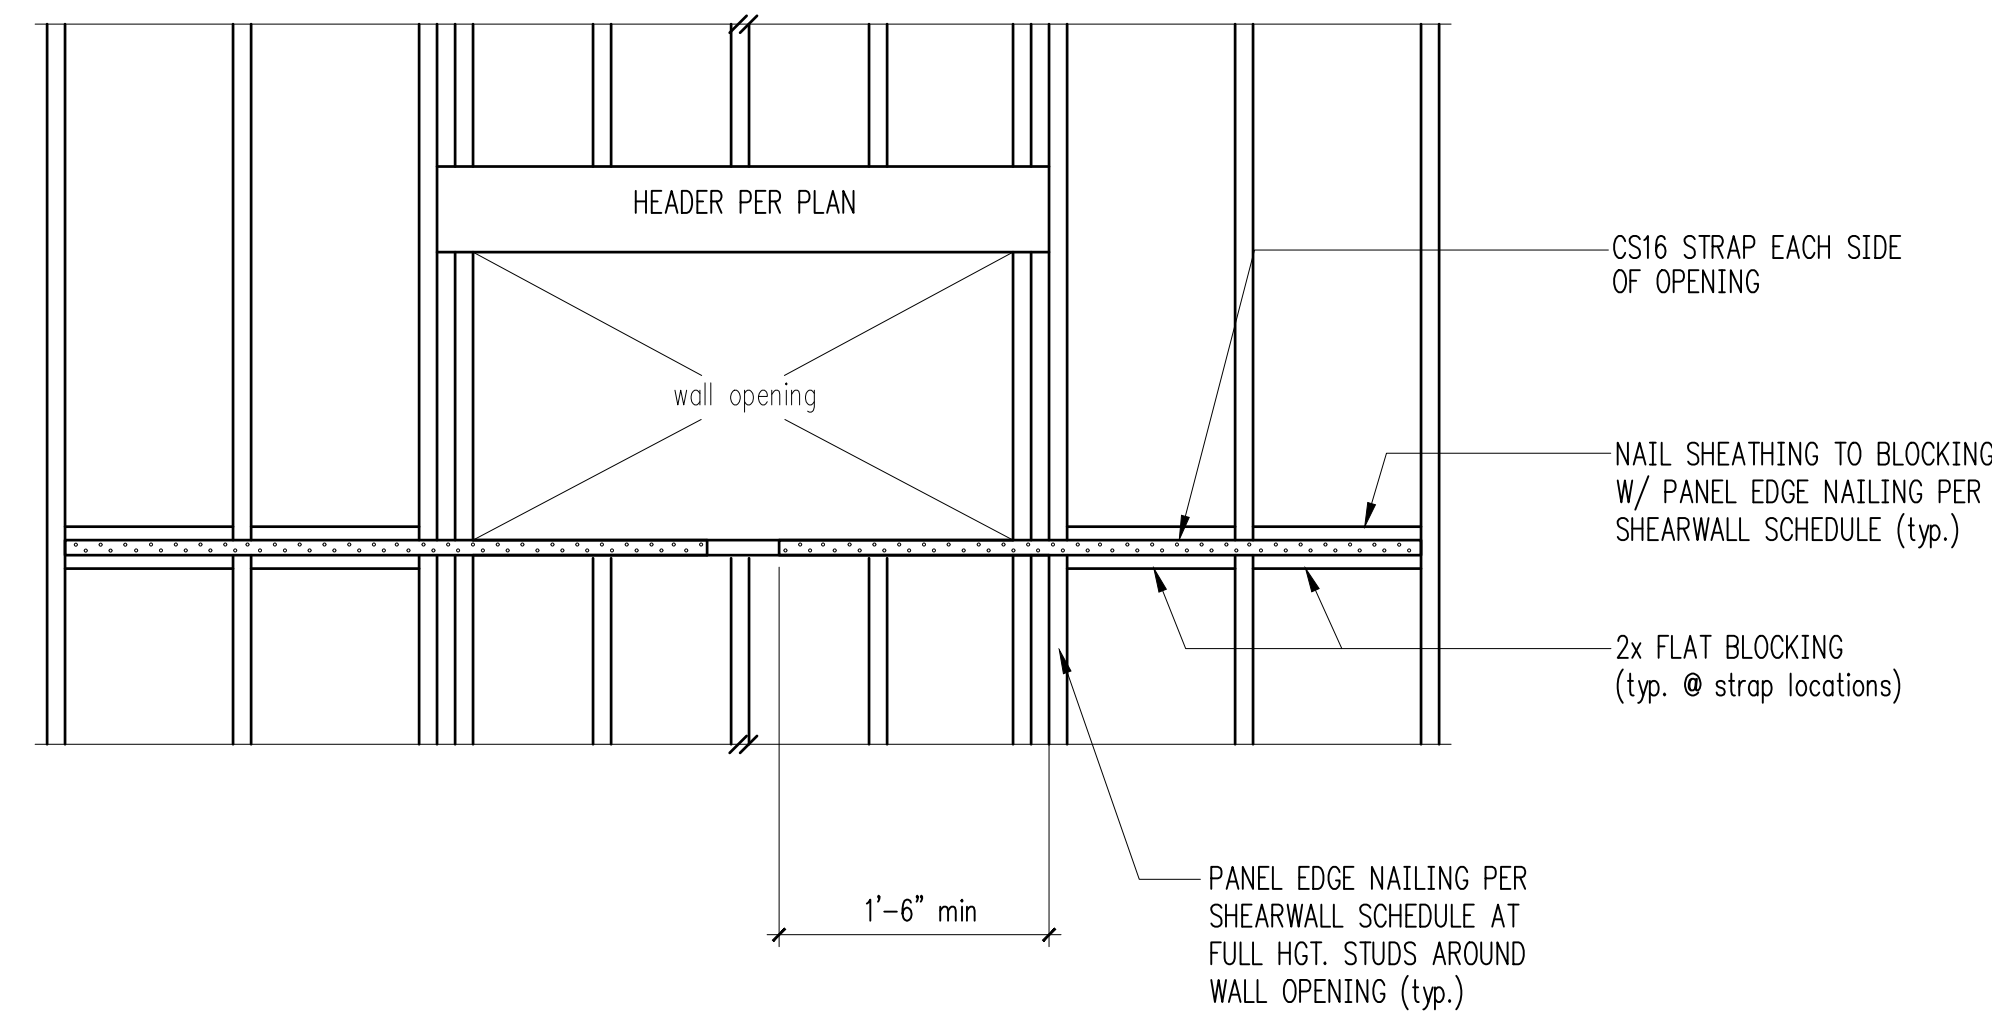 HEADER PER PLAN
CS16 STRAP EACH SIDE
OF OPENING
wall opening
NAIL SHEATHING TO BLOCKING
W/ PANEL EDGE NAILING PER
SHEARWALL SCHEDULE (typ.)
2x FLAT BLOCKING
(typ. @ strap locations)
1'-6" min
PANEL EDGE NAILING PER
SHEARWALL SCHEDULE AT
FULL HGT. STUDS AROUND
WALL OPENING (typ.)